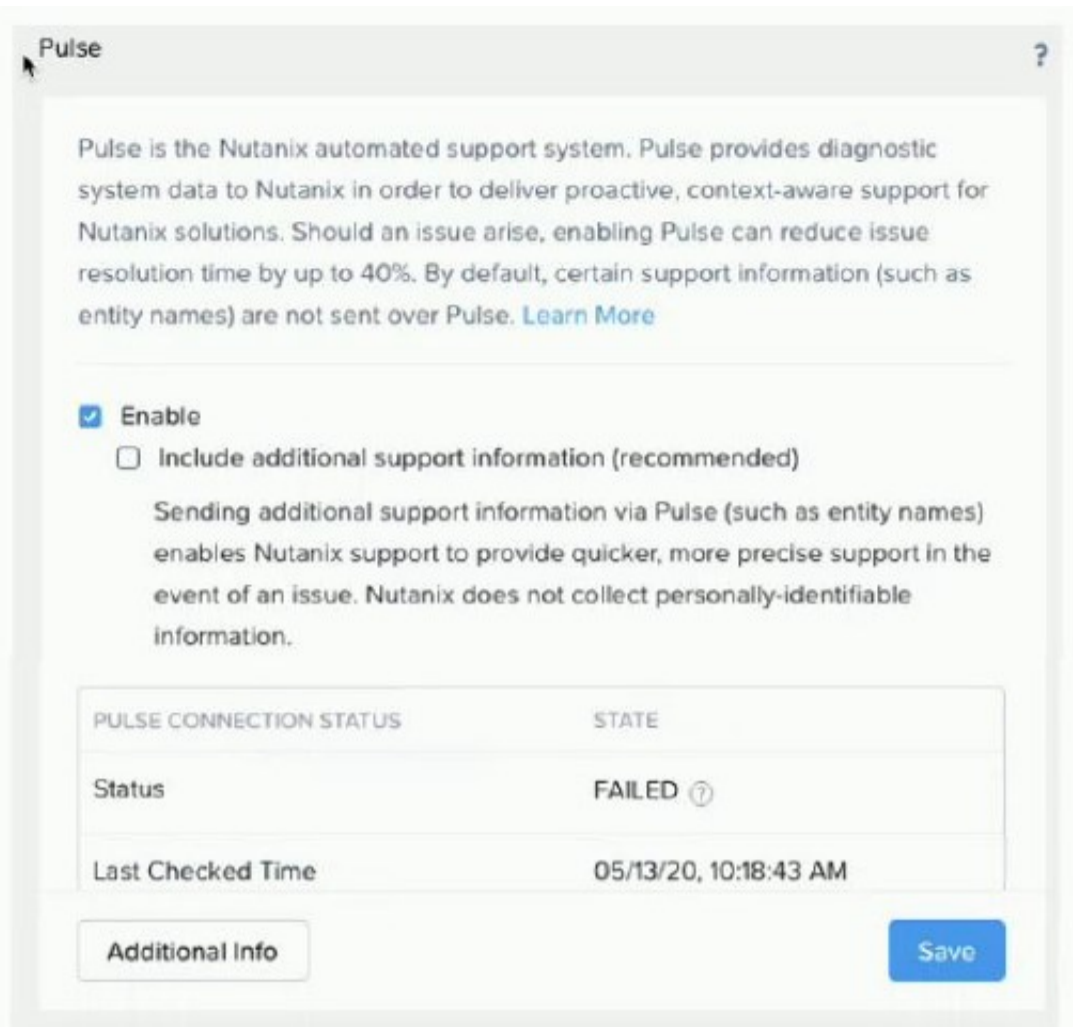 Pulse
?
Pulse is the Nutanix automated support system. Pulse provides diagnostic
system data to Nutanix in order to deliver proactive, context-aware support for
Nutanix solutions. Should an issue arise, enabling Pulse can reduce issue
resolution time by up to 40%. By default, certain support information (such as
entity names) are not sent over Pulse. Learn More
Enable
Include additional support information (recommended)
Sending additional support information via Pulse (such as entity names)
enables Nutanix support to provide quicker, more precise support in the
event of an issue. Nutanix does not collect personally-identifiable
information.
PULSE CONNECTION STATUS STATE
Status FAILED ?
Last Checked Time 05/13/20, 10:18:43 AM
Additional Info Save